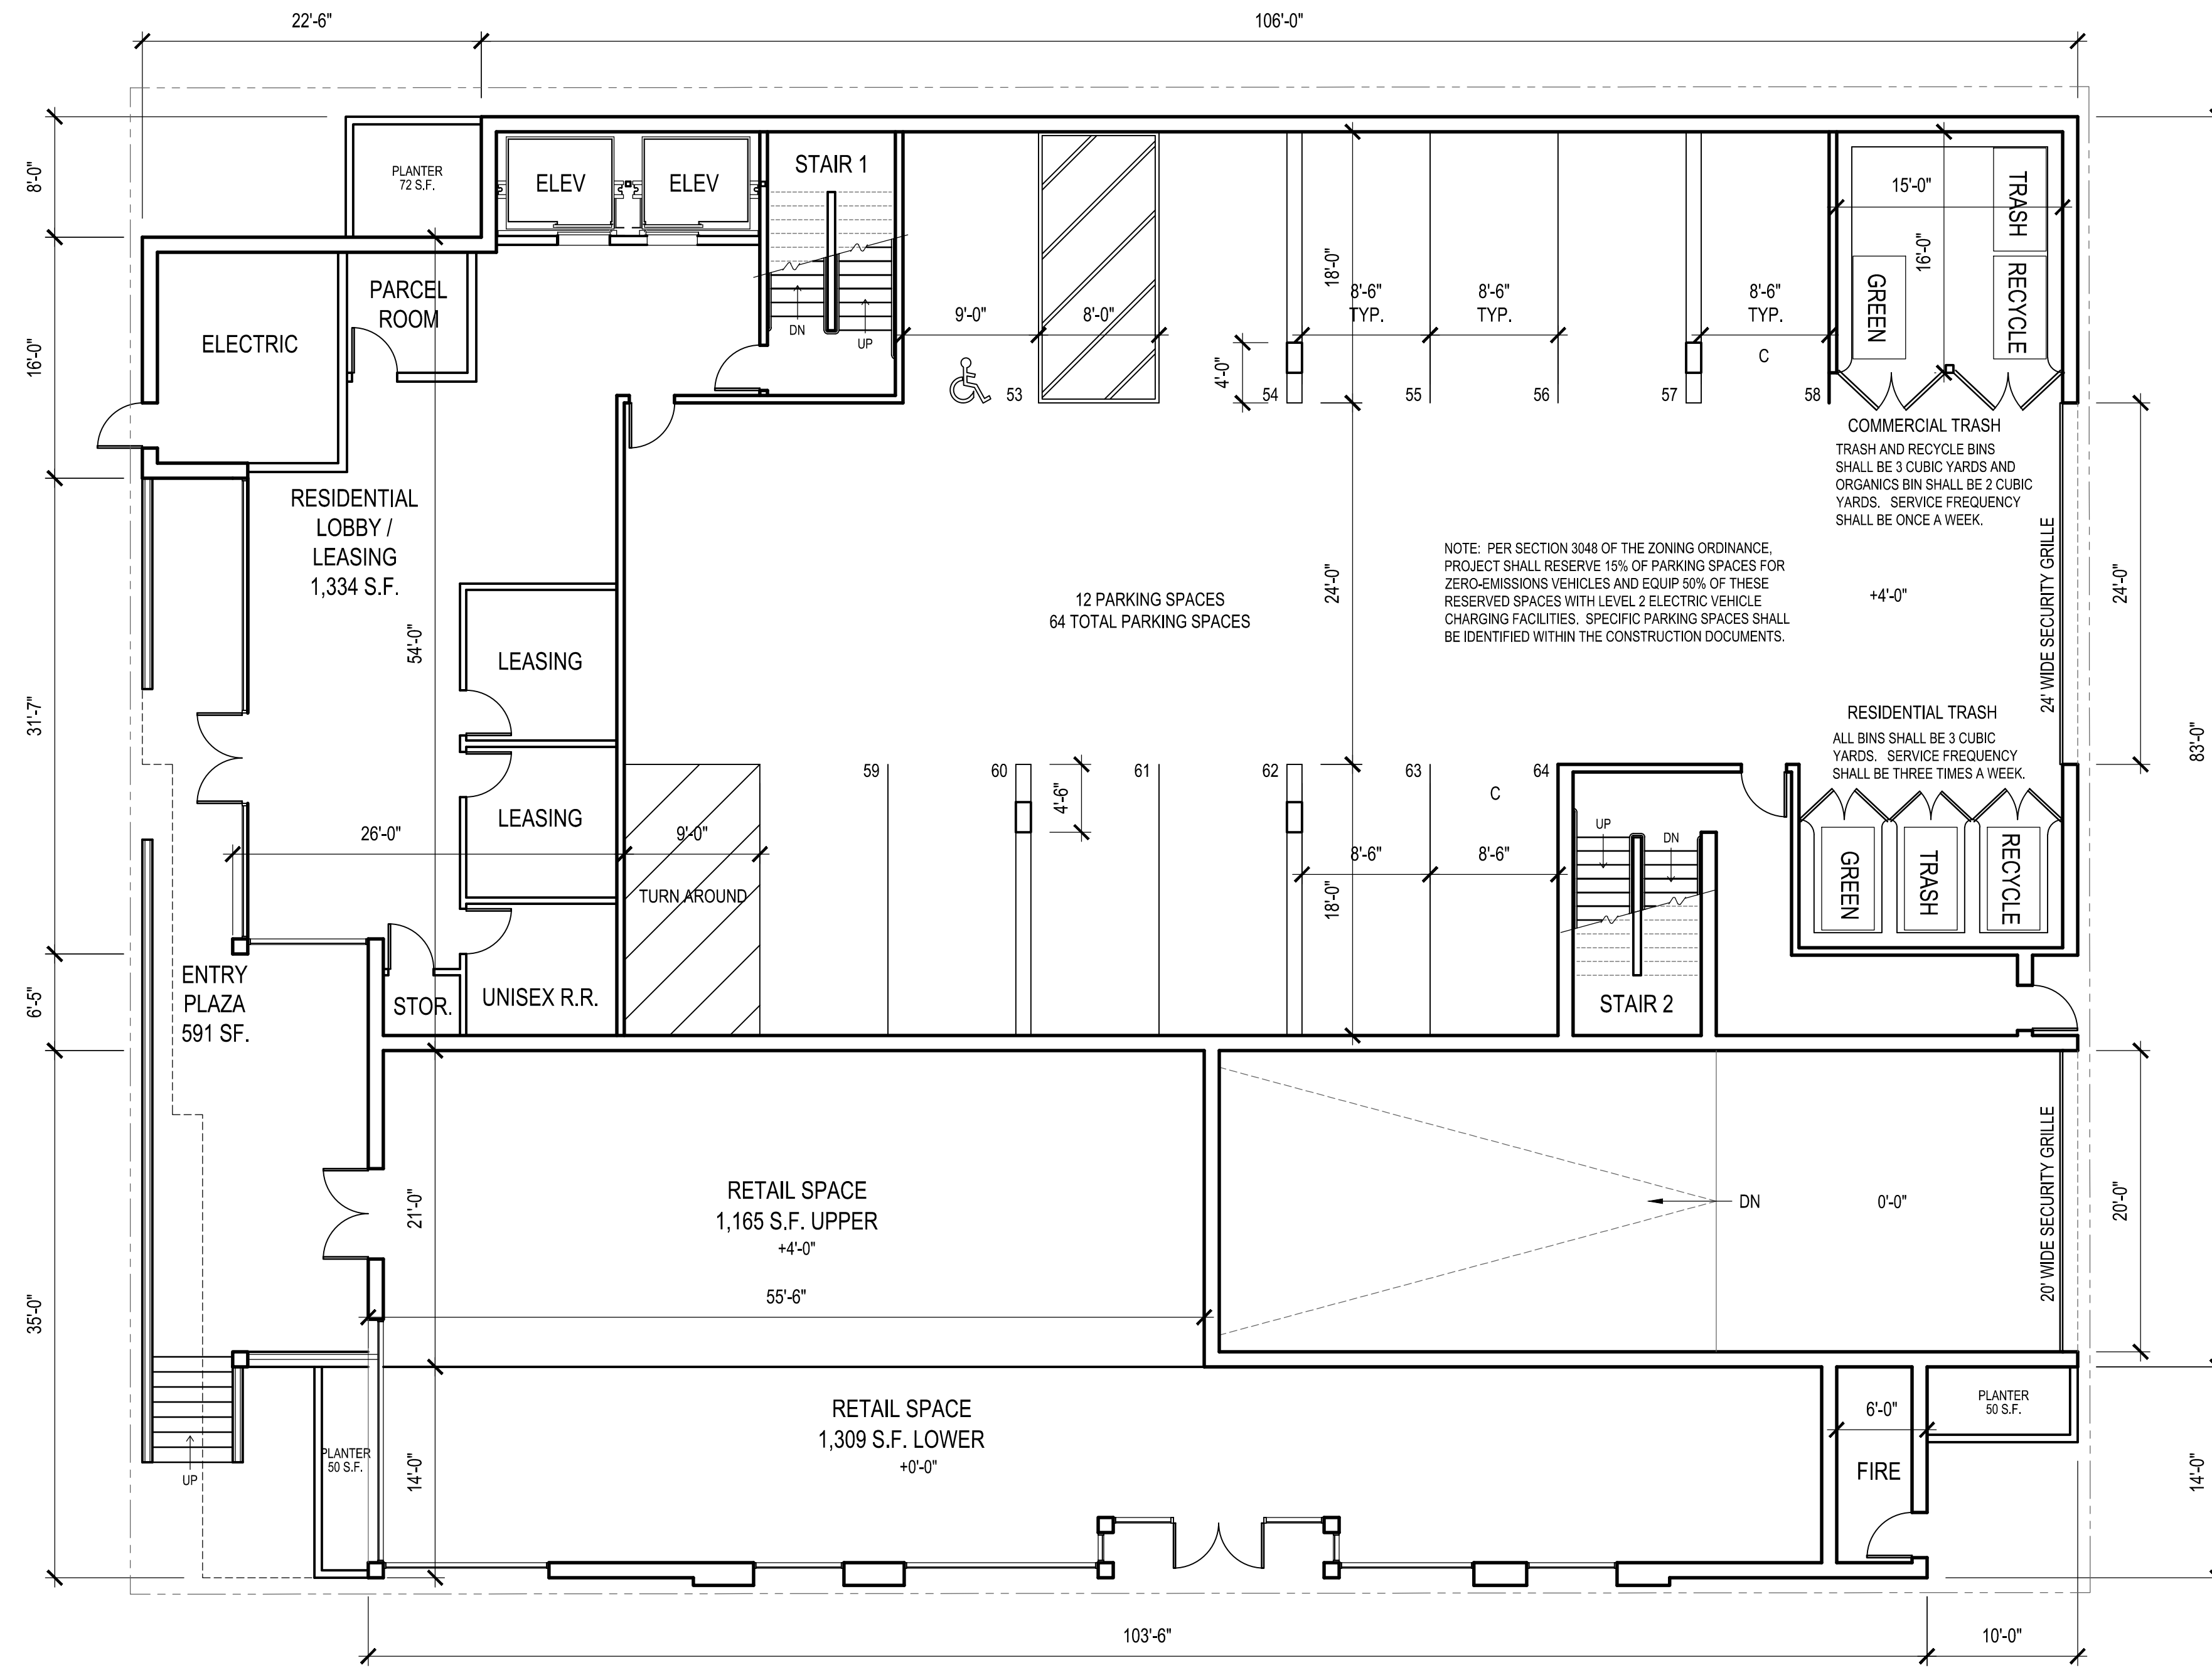 22'-6"
106'-0"
8'-0"
PLANTER
72 S.F.
ELEV
ELEV
STAIR 1
DN
UP
16'-0"
ELECTRIC
PARCEL
ROOM
9'-0"
8'-0"
53
4'-0"
54
18'-0"
8'-6"
TYP.
55
8'-6"
TYP.
56
57
8'-6"
TYP.
C
58
15'-0"
16'-0"
TRASH
RECYCLE
GREEN
COMMERCIAL TRASH
TRASH AND RECYCLE BINS
SHALL BE 3 CUBIC YARDS AND
ORGANICS BIN SHALL BE 2 CUBIC
YARDS. SERVICE FREQUENCY
SHALL BE ONCE A WEEK.
RESIDENTIAL
LOBBY /
LEASING
1,334 S.F.
54'-0"
LEASING
LEASING
12 PARKING SPACES
64 TOTAL PARKING SPACES
24'-0"
NOTE: PER SECTION 3048 OF THE ZONING ORDINANCE,
PROJECT SHALL RESERVE 15% OF PARKING SPACES FOR
ZERO-EMISSIONS VEHICLES AND EQUIP 50% OF THESE
RESERVED SPACES WITH LEVEL 2 ELECTRIC VEHICLE
CHARGING FACILITIES. SPECIFIC PARKING SPACES SHALL
BE IDENTIFIED WITHIN THE CONSTRUCTION DOCUMENTS.
+4'-0"
24' WIDE SECURITY GRILLE
24'-0"
83'-0"
31'-7"
RESIDENTIAL TRASH
ALL BINS SHALL BE 3 CUBIC
YARDS. SERVICE FREQUENCY
SHALL BE THREE TIMES A WEEK.
59
60
4'-6"
61
62
63
C
64
26'-0"
9'-0"
TURN AROUND
18'-0"
8'-6"
8'-6"
UP
DN
STAIR 2
GREEN
TRASH
RECYCLE
6'-5"
ENTRY
PLAZA
591 SF.
STOR.
UNISEX R.R.
35'-0"
21'-0"
RETAIL SPACE
1,165 S.F. UPPER
+4'-0"
55'-6"
DN
0'-0"
20' WIDE SECURITY GRILLE
20'-0"
UP
PLANTER
50 S.F.
14'-0"
RETAIL SPACE
1,309 S.F. LOWER
+0'-0"
6'-0"
FIRE
PLANTER
50 S.F.
14'-0"
103'-6"
10'-0"